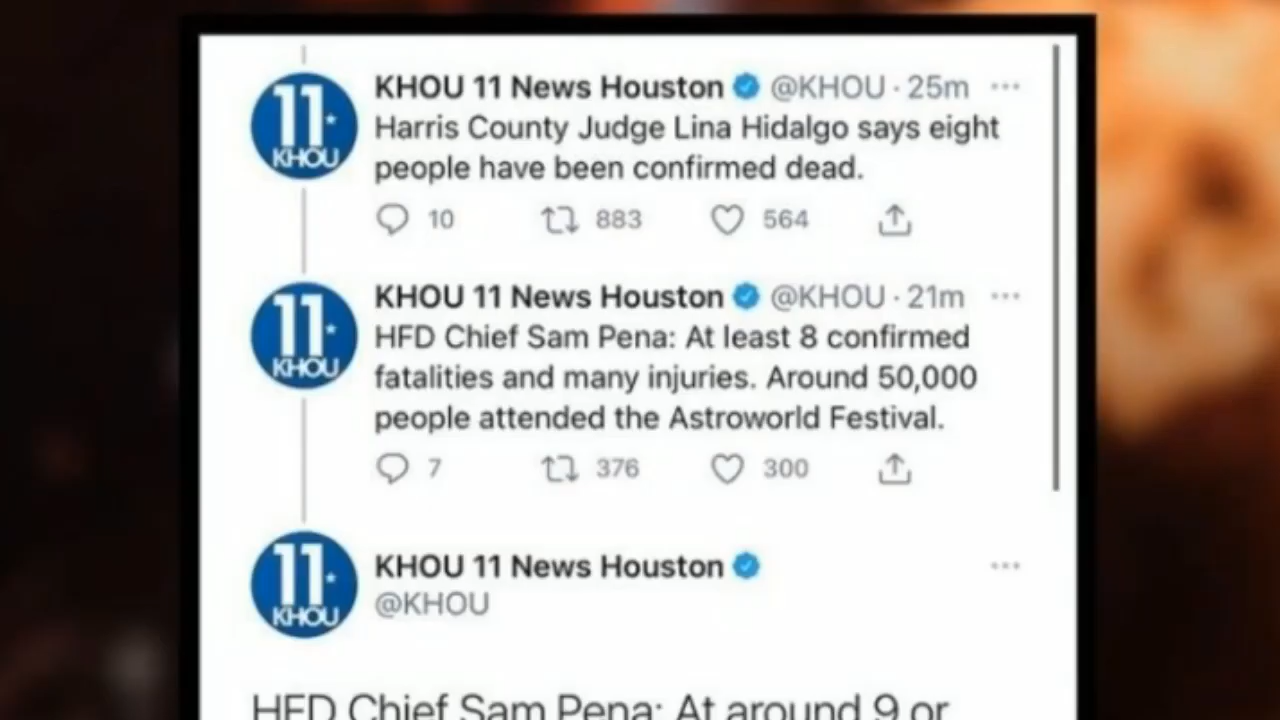 KHOU 11 News Houston @KHOU · 25m ···
Harris County Judge Lina Hidalgo says eight
people have been confirmed dead.
10 883 564
11
KHOU
KHOU 11 News Houston @KHOU · 21m ···
HFD Chief Sam Pena: At least 8 confirmed
fatalities and many injuries. Around 50,000
people attended the Astroworld Festival.
7 376 300
11
KHOU
KHOU 11 News Houston ···
@KHOU
11
KHOU
HFD Chief Sam Pena: At around 9 or